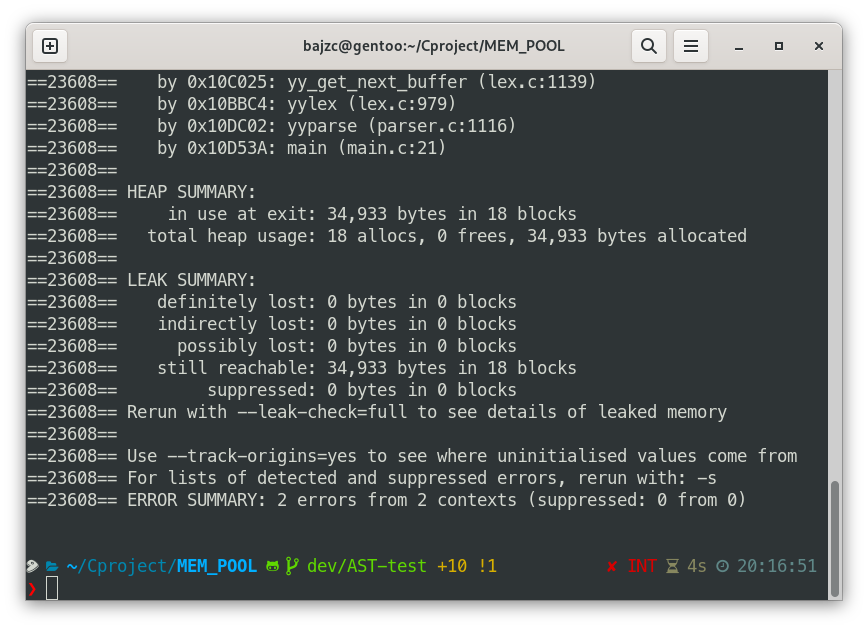 bajzc@gentoo:~/Cproject/MEM_POOL
==23608==    by 0x10C025: yy_get_next_buffer (lex.c:1139)
==23608==    by 0x10BBC4: yylex (lex.c:979)
==23608==    by 0x10DC02: yyparse (parser.c:1116)
==23608==    by 0x10D53A: main (main.c:21)
==23608==
==23608== HEAP SUMMARY:
==23608==     in use at exit: 34,933 bytes in 18 blocks
==23608==   total heap usage: 18 allocs, 0 frees, 34,933 bytes allocated
==23608==
==23608== LEAK SUMMARY:
==23608==    definitely lost: 0 bytes in 0 blocks
==23608==    indirectly lost: 0 bytes in 0 blocks
==23608==      possibly lost: 0 bytes in 0 blocks
==23608==    still reachable: 34,933 bytes in 18 blocks
==23608==         suppressed: 0 bytes in 0 blocks
==23608== Rerun with --leak-check=full to see details of leaked memory
==23608==
==23608== Use --track-origins=yes to see where uninitialised values come from
==23608== For lists of detected and suppressed errors, rerun with: -s
==23608== ERROR SUMMARY: 2 errors from 2 contexts (suppressed: 0 from 0)
~/Cproject/MEM_POOL dev/AST-test +10 !1 ✘ INT 4s 20:16:51
❯